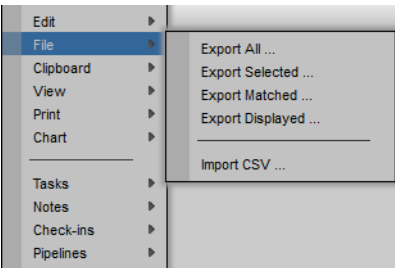 Edit
File
Clipboard
View
Print
Chart
Tasks
Notes
Check-ins
Pipelines
Export All ...
Export Selected ...
Export Matched ...
Export Displayed ...
Import CSV ...